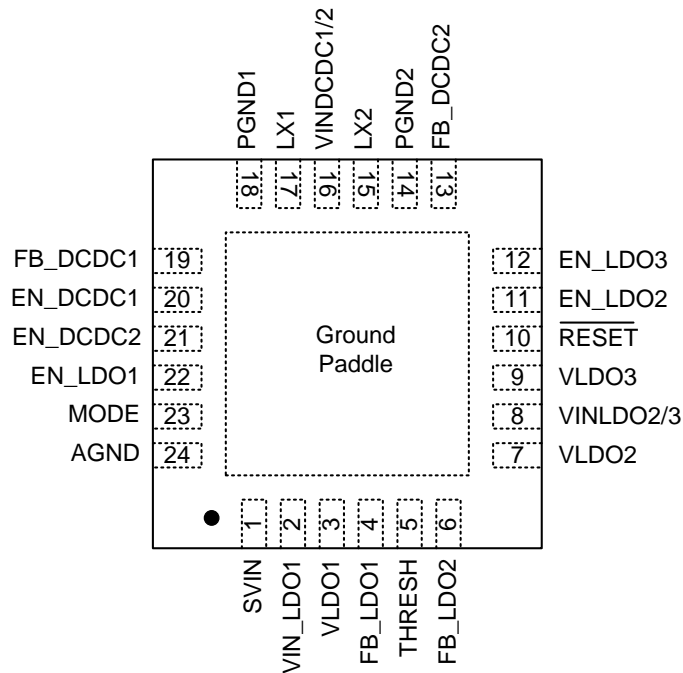 PGND1
LX1
VINDCDC1/2
LX2
PGND2
FB_DCDC2
18
17
16
15
14
13
FB_DCDC1 19
EN_DCDC1 20
EN_DCDC2 21
EN_LDO1 22
MODE 23
AGND 24
Ground
Paddle
12 EN_LDO3
11 EN_LDO2
10 RESET
9 VLDO3
8 VINLDO2/3
7 VLDO2
1
2
3
4
5
6
SVIN
VIN_LDO1
VLDO1
FB_LDO1
THRESH
FB_LDO2